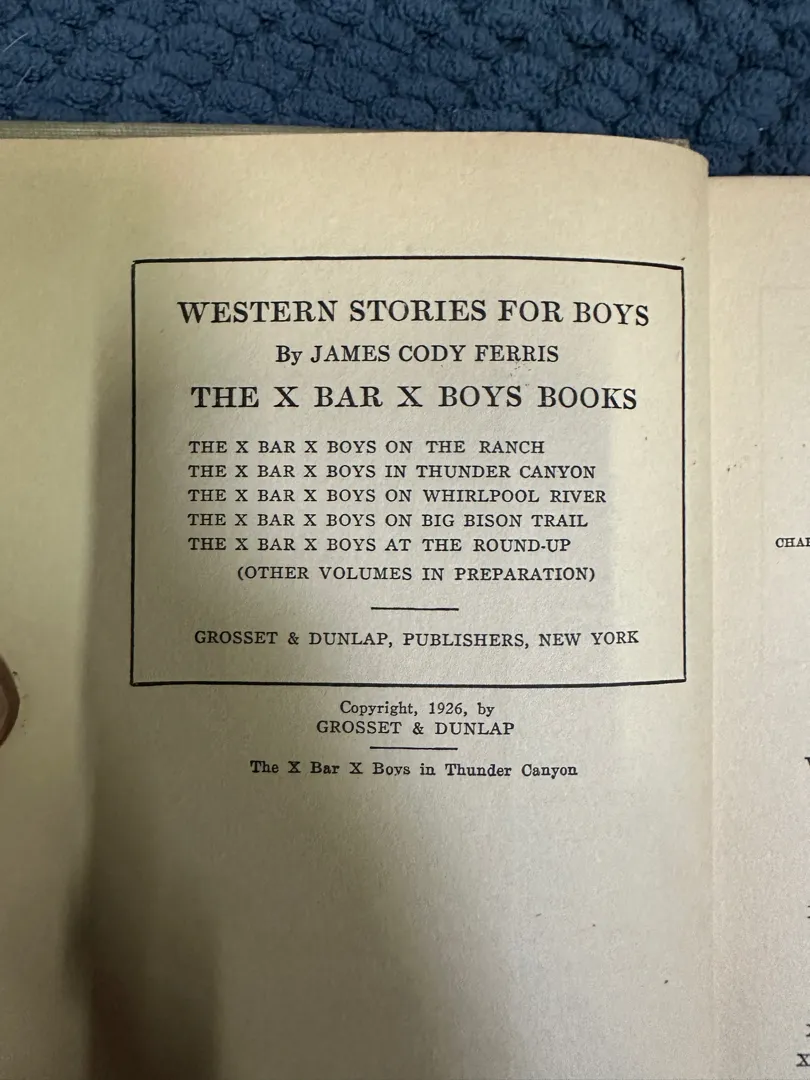 WESTERN STORIES FOR BOYS
By JAMES CODY FERRIS
THE X BAR X BOYS BOOKS
THE X BAR X BOYS ON THE RANCH
THE X BAR X BOYS IN THUNDER CANYON
THE X BAR X BOYS ON WHIRLPOOL RIVER
THE X BAR X BOYS ON BIG BISON TRAIL
THE X BAR X BOYS AT THE ROUND-UP
(OTHER VOLUMES IN PREPARATION)
GROSSET & DUNLAP, PUBLISHERS, NEW YORK
Copyright, 1926, by
GROSSET & DUNLAP
The X Bar X Boys in Thunder Canyon